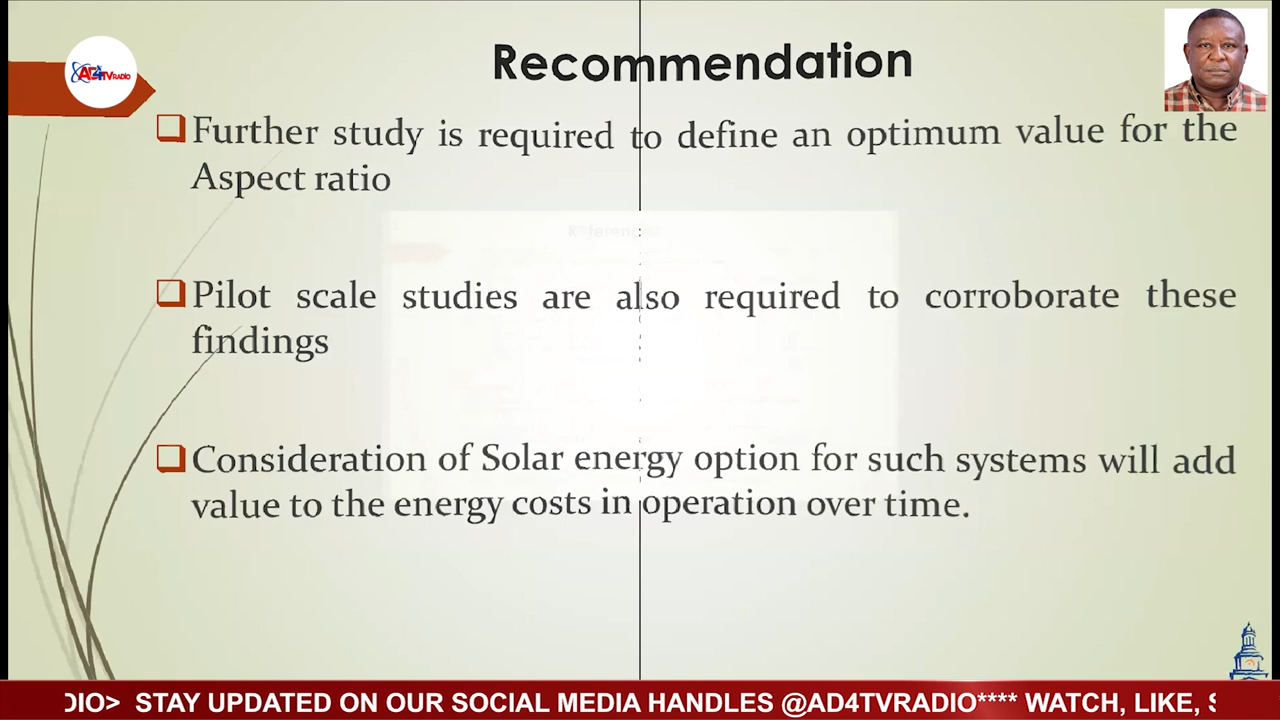 Recommendation
AD4TV RADIO
Further study is required to define an optimum value for the
Aspect ratio
References
Pilot scale studies are also required to corroborate these
findings
Consideration of Solar energy option for such systems will add
value to the energy costs in operation over time.
DIO> STAY UPDATED ON OUR SOCIAL MEDIA HANDLES @AD4TVRADIO**** WATCH, LIKE, S